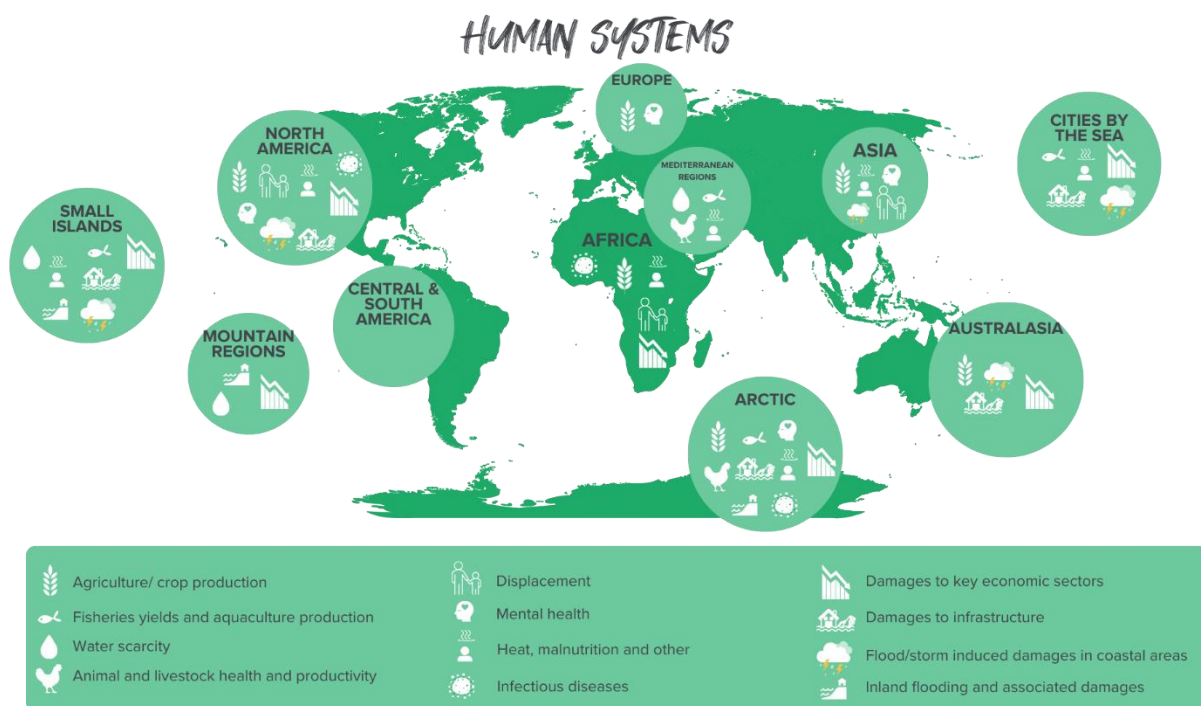 HUMAN SYSTEMS
EUROPE
NORTH
AMERICA
CITIES BY
THE SEA
ASIA
MEDITERRANEAN
REGIONS
SMALL
ISLANDS
AFRICA
CENTRAL &
SOUTH
AMERICA
MOUNTAIN
REGIONS
AUSTRALASIA
ARCTIC
Agriculture/ crop production
Fisheries yields and aquaculture production
Water scarcity
Animal and livestock health and productivity
Displacement
Mental health
Heat, malnutrition and other
Infectious diseases
Damages to key economic sectors
Damages to infrastructure
Flood/storm induced damages in coastal areas
Inland flooding and associated damages